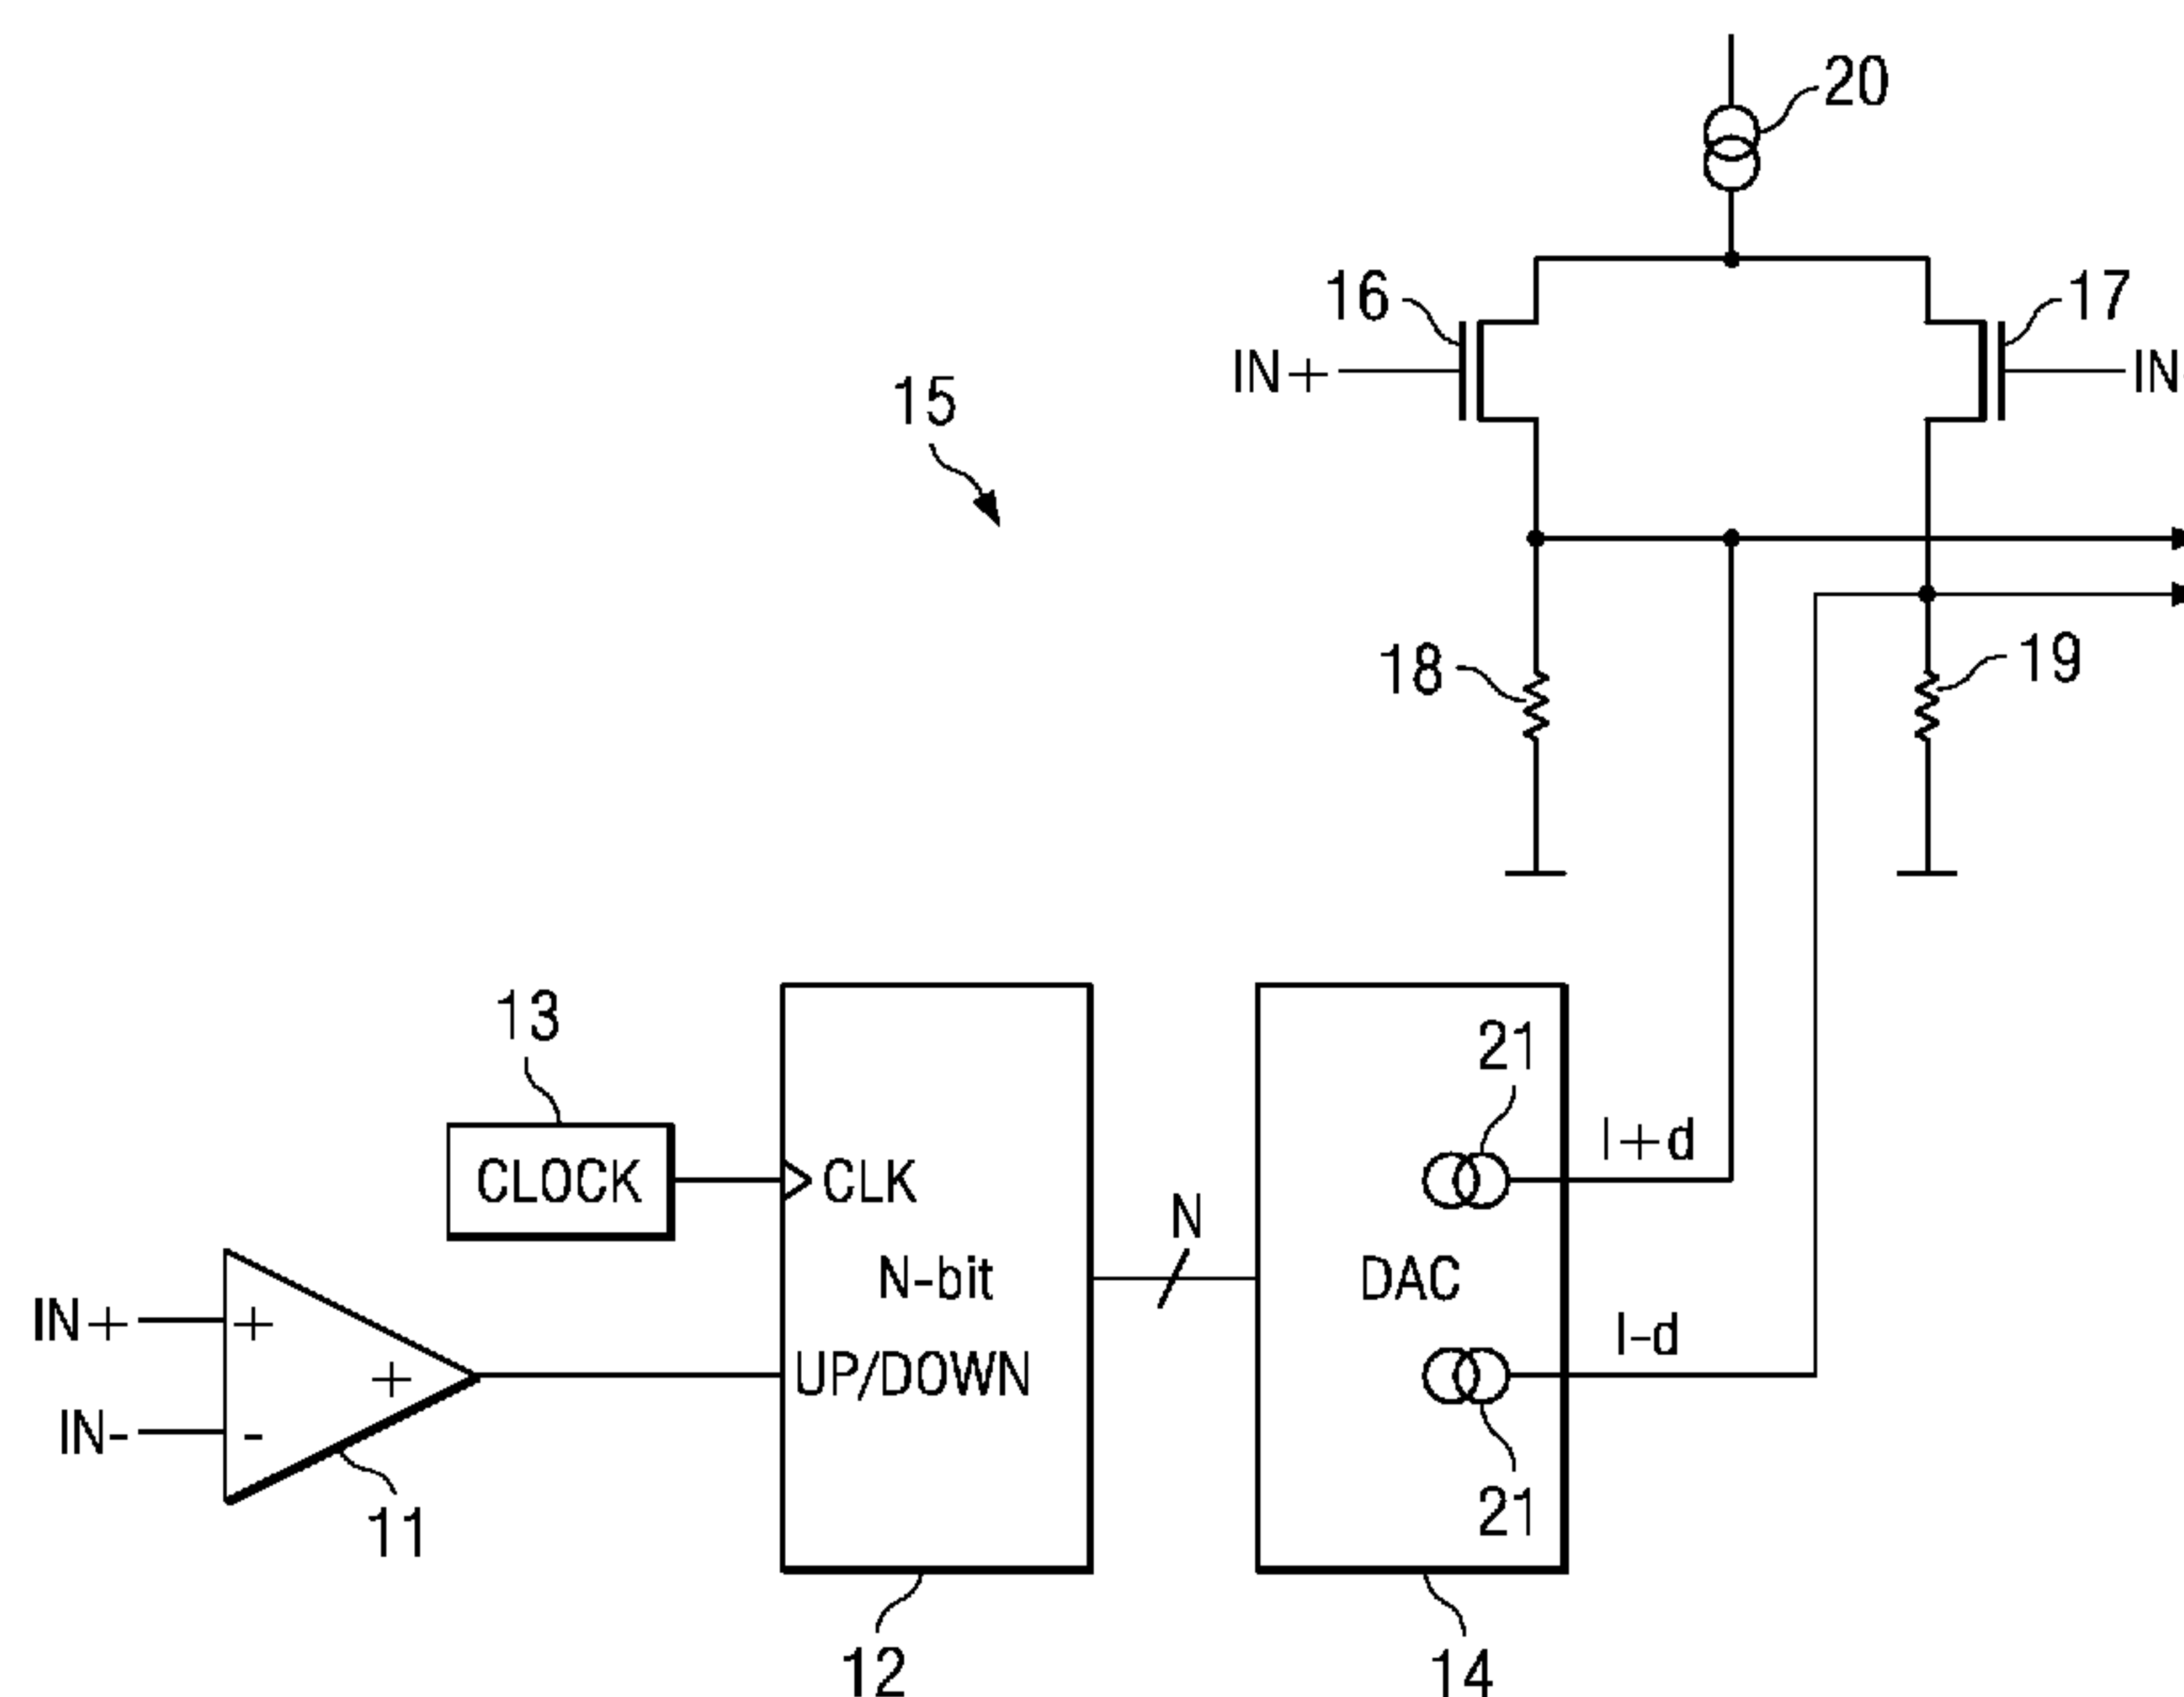 20
16
17
IN+
IN
15
18
19
13
21
CLOCK
CLK
I+d
N
N-bit
DAC
IN+
+
+
UP/DOWN
I-d
IN-
-
11
21
12
14